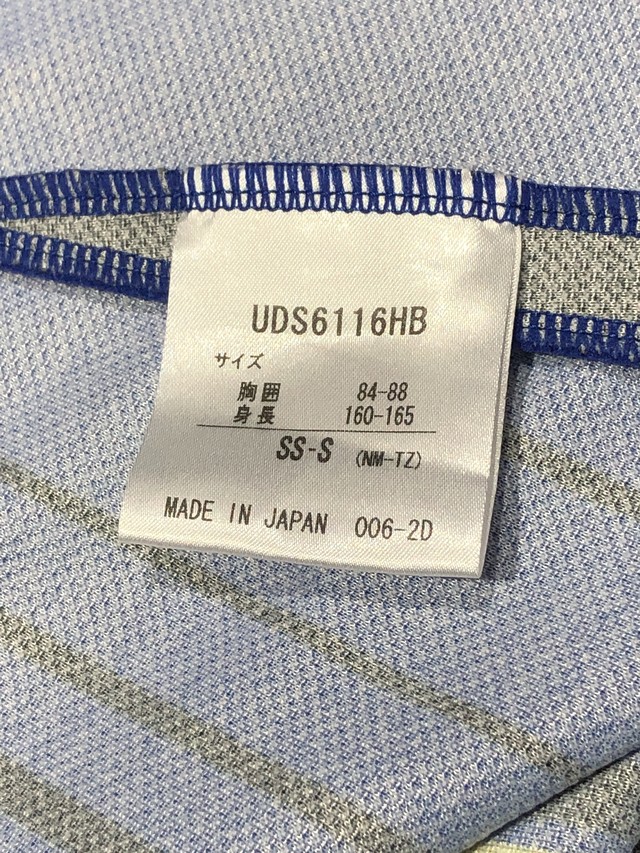 UDS6116HB
サイズ
胸囲 84-88
身長 160-165
SS-S (NM-TZ)
MADE IN JAPAN 006-2D